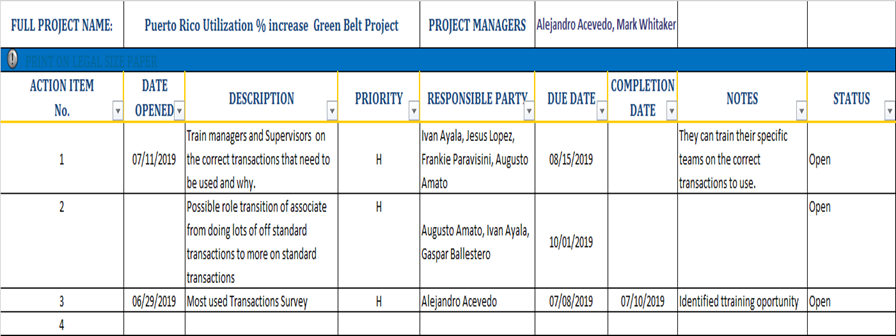 FULL PROJECT NAME: Puerto Rico Utilization % increase Green Belt Project PROJECT MANAGERS Alejandro Acevedo, Mark Whitaker
PRINT ON LEGAL SIZE PAPER
ACTION ITEM No. DATE OPENED DESCRIPTION PRIORITY RESPONSIBLE PARTY DUE DATE COMPLETION DATE NOTES STATUS
1 07/11/2019 Train managers and Supervisors on the correct transactions that need to be used and why. H Ivan Ayala, Jesus Lopez, Frankie Paravisini, Augusto Amato 08/15/2019 They can train their specific teams on the correct transactions to use. Open
2 Possible role transition of associate from doing lots of off standard transactions to more on standard transactions H Augusto Amato, Ivan Ayala, Gaspar Ballestero 10/01/2019 Open
3 06/29/2019 Most used Transactions Survey H Alejandro Acevedo 07/08/2019 07/10/2019 Identified ttraining oportunity Open
4